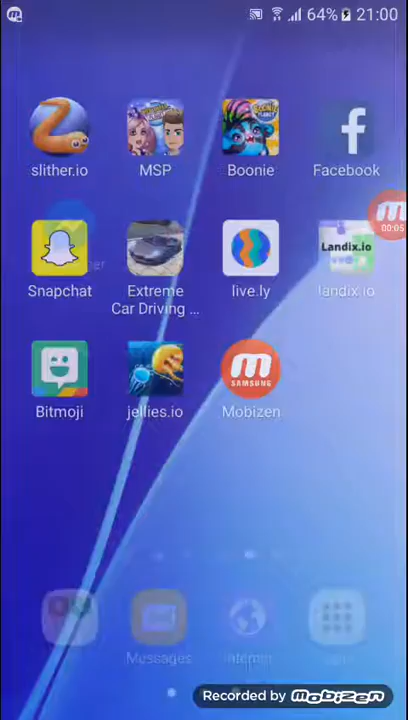 64% 21:00
slither.io MSP Boonie Facebook
00:05
Landix.io
Snapchat Extreme live.ly landix.io
Car Driving ...
SAMSUNG
Bitmoji jellies.io Mobizen
Messages Internet
Recorded by mobizen